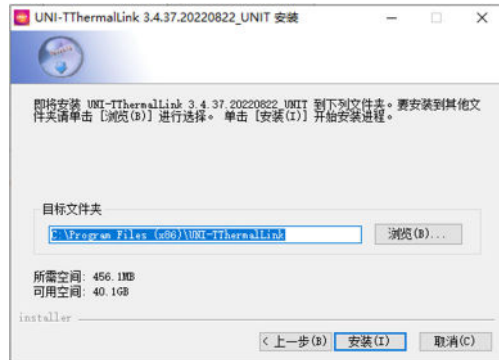 UNI-TThermalLink 3.4.37.20220822_UNIT 安装
即将安装 UNI-TThermalLink 3.4.37.20220822_UNIT 到下列文件夹。要安装到其他文
件夹请单击 [浏览(B)] 进行选择。 单击 [安装(I)] 开始安装进程。
目标文件夹
C:\Program Files (x86)\UNI-TThermalLink
浏览(B)...
所需空间: 456.1MB
可用空间: 40.1GB
installer
< 上一步(B) 安装(I) 取消(C)